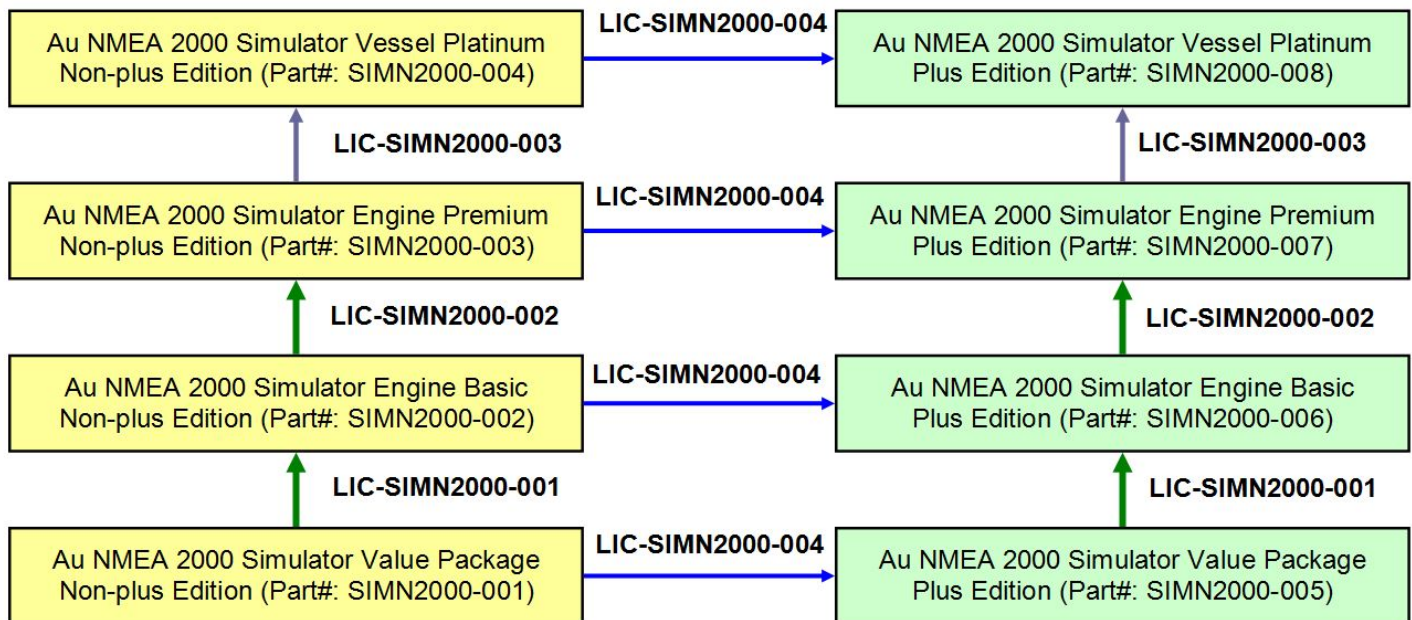 Au NMEA 2000 Simulator Vessel Platinum
Non-plus Edition (Part#: SIMN2000-004)
LIC-SIMN2000-004
Au NMEA 2000 Simulator Vessel Platinum
Plus Edition (Part#: SIMN2000-008)
LIC-SIMN2000-003
LIC-SIMN2000-003
Au NMEA 2000 Simulator Engine Premium
Non-plus Edition (Part#: SIMN2000-003)
LIC-SIMN2000-004
Au NMEA 2000 Simulator Engine Premium
Plus Edition (Part#: SIMN2000-007)
LIC-SIMN2000-002
LIC-SIMN2000-002
Au NMEA 2000 Simulator Engine Basic
Non-plus Edition (Part#: SIMN2000-002)
LIC-SIMN2000-004
Au NMEA 2000 Simulator Engine Basic
Plus Edition (Part#: SIMN2000-006)
LIC-SIMN2000-001
LIC-SIMN2000-001
Au NMEA 2000 Simulator Value Package
Non-plus Edition (Part#: SIMN2000-001)
LIC-SIMN2000-004
Au NMEA 2000 Simulator Value Package
Plus Edition (Part#: SIMN2000-005)